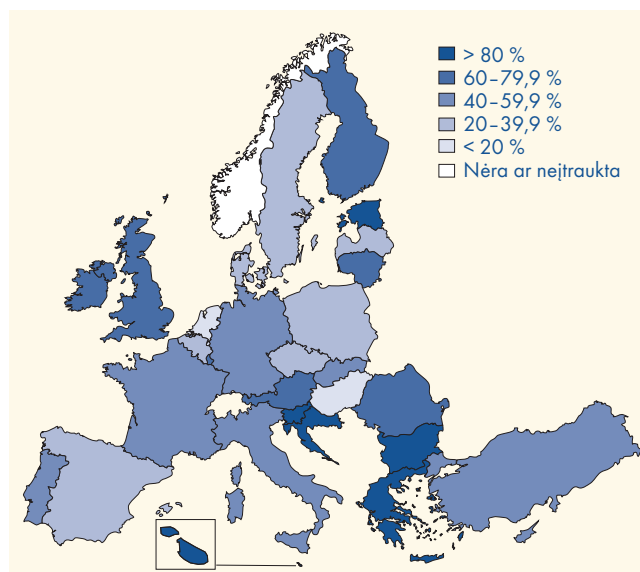 > 80 %
60–79,9 %
40–59,9 %
20–39,9 %
< 20 %
Nėra ar neįtraukta